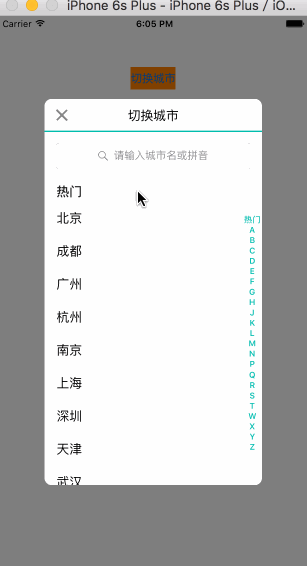 iPhone 6s Plus - iPhone 6s Plus / iO...
Carrier 6:05 PM
切换城市
切换城市
请输入城市名或拼音
热门
北京
成都
广州
杭州
南京
上海
深圳
天津
武汉
热门
A
B
C
D
E
F
G
H
J
K
L
M
N
P
Q
R
S
T
W
X
Y
Z